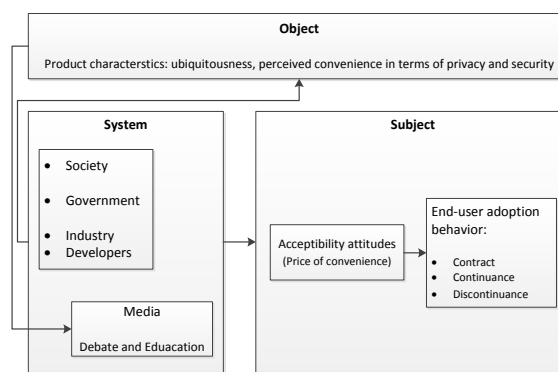 Object
Product characterstics: ubiquitousness, perceived convenience in terms of privacy and security
System
• Society
• Government
• Industry
• Developers
Media
Debate and Eduacation
Subject
Acceptibility attitudes
(Price of convenience)
End-user adoption
behavior:
• Contract
• Continuance
• Discontinuance